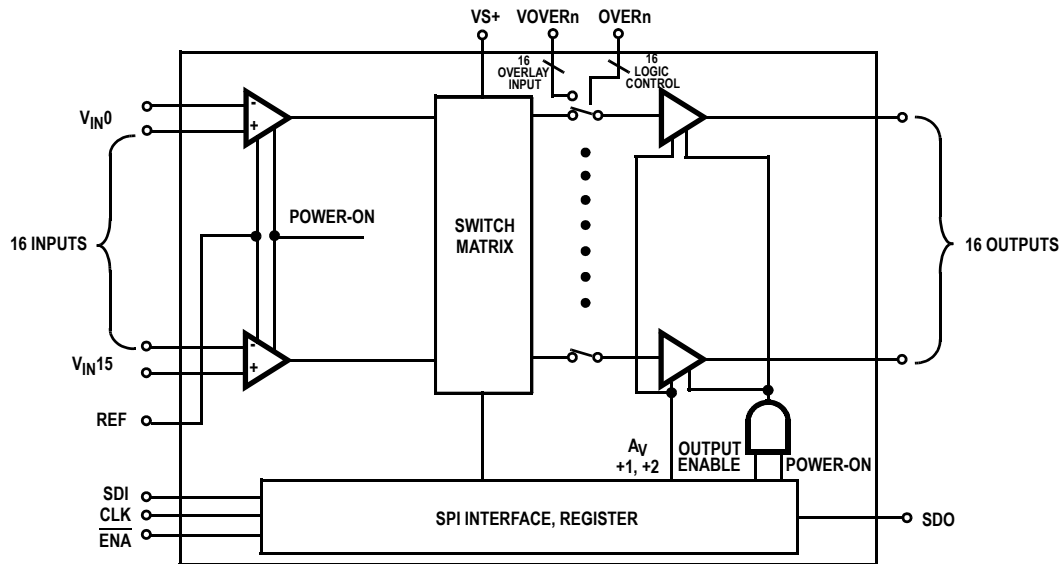 VS+
VOVERn
OVERn
16
OVERLAY
INPUT
16
LOGIC
CONTROL
VIN0
-
+
POWER-ON
16 INPUTS
SWITCH
MATRIX
16 OUTPUTS
VIN15
-
+
REF
AV
+1, +2
OUTPUT
ENABLE
POWER-ON
SDI
CLK
ENA
SPI INTERFACE, REGISTER
SDO